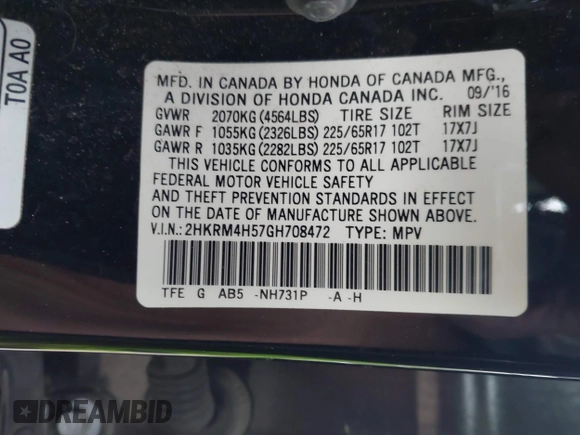 T0A A0
MFD. IN CANADA BY HONDA OF CANADA MFG.,
A DIVISION OF HONDA CANADA INC. 09/'16
GVWR 2070KG (4564LBS) TIRE SIZE RIM SIZE
GAWR F 1055KG (2326LBS) 225/65R17 102T 17X7J
GAWR R 1035KG (2282LBS) 225/65R17 102T 17X7J
THIS VEHICLE CONFORMS TO ALL APPLICABLE
FEDERAL MOTOR VEHICLE SAFETY
AND THEFT PREVENTION STANDARDS IN EFFECT
ON THE DATE OF MANUFACTURE SHOWN ABOVE.
V.I.N.: 2HKRM4H57GH708472 TYPE: MPV
TFE G AB5 -NH731P -A -H
DREAMBID